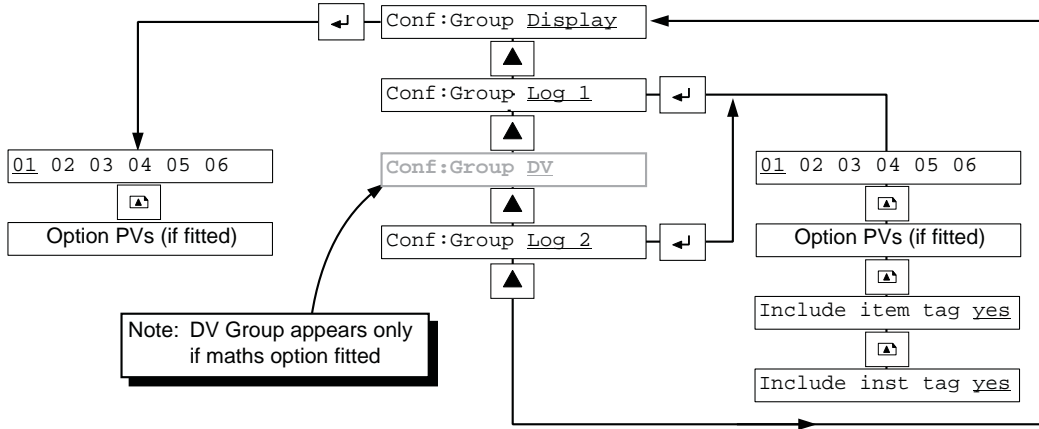 Conf:Group Display
Conf:Group Log 1
Conf:Group DV
Conf:Group Log 2
01 02 03 04 05 06
Option PVs (if fitted)
Note: DV Group appears only
if maths option fitted
01 02 03 04 05 06
Option PVs (if fitted)
Include item tag yes
Include inst tag yes